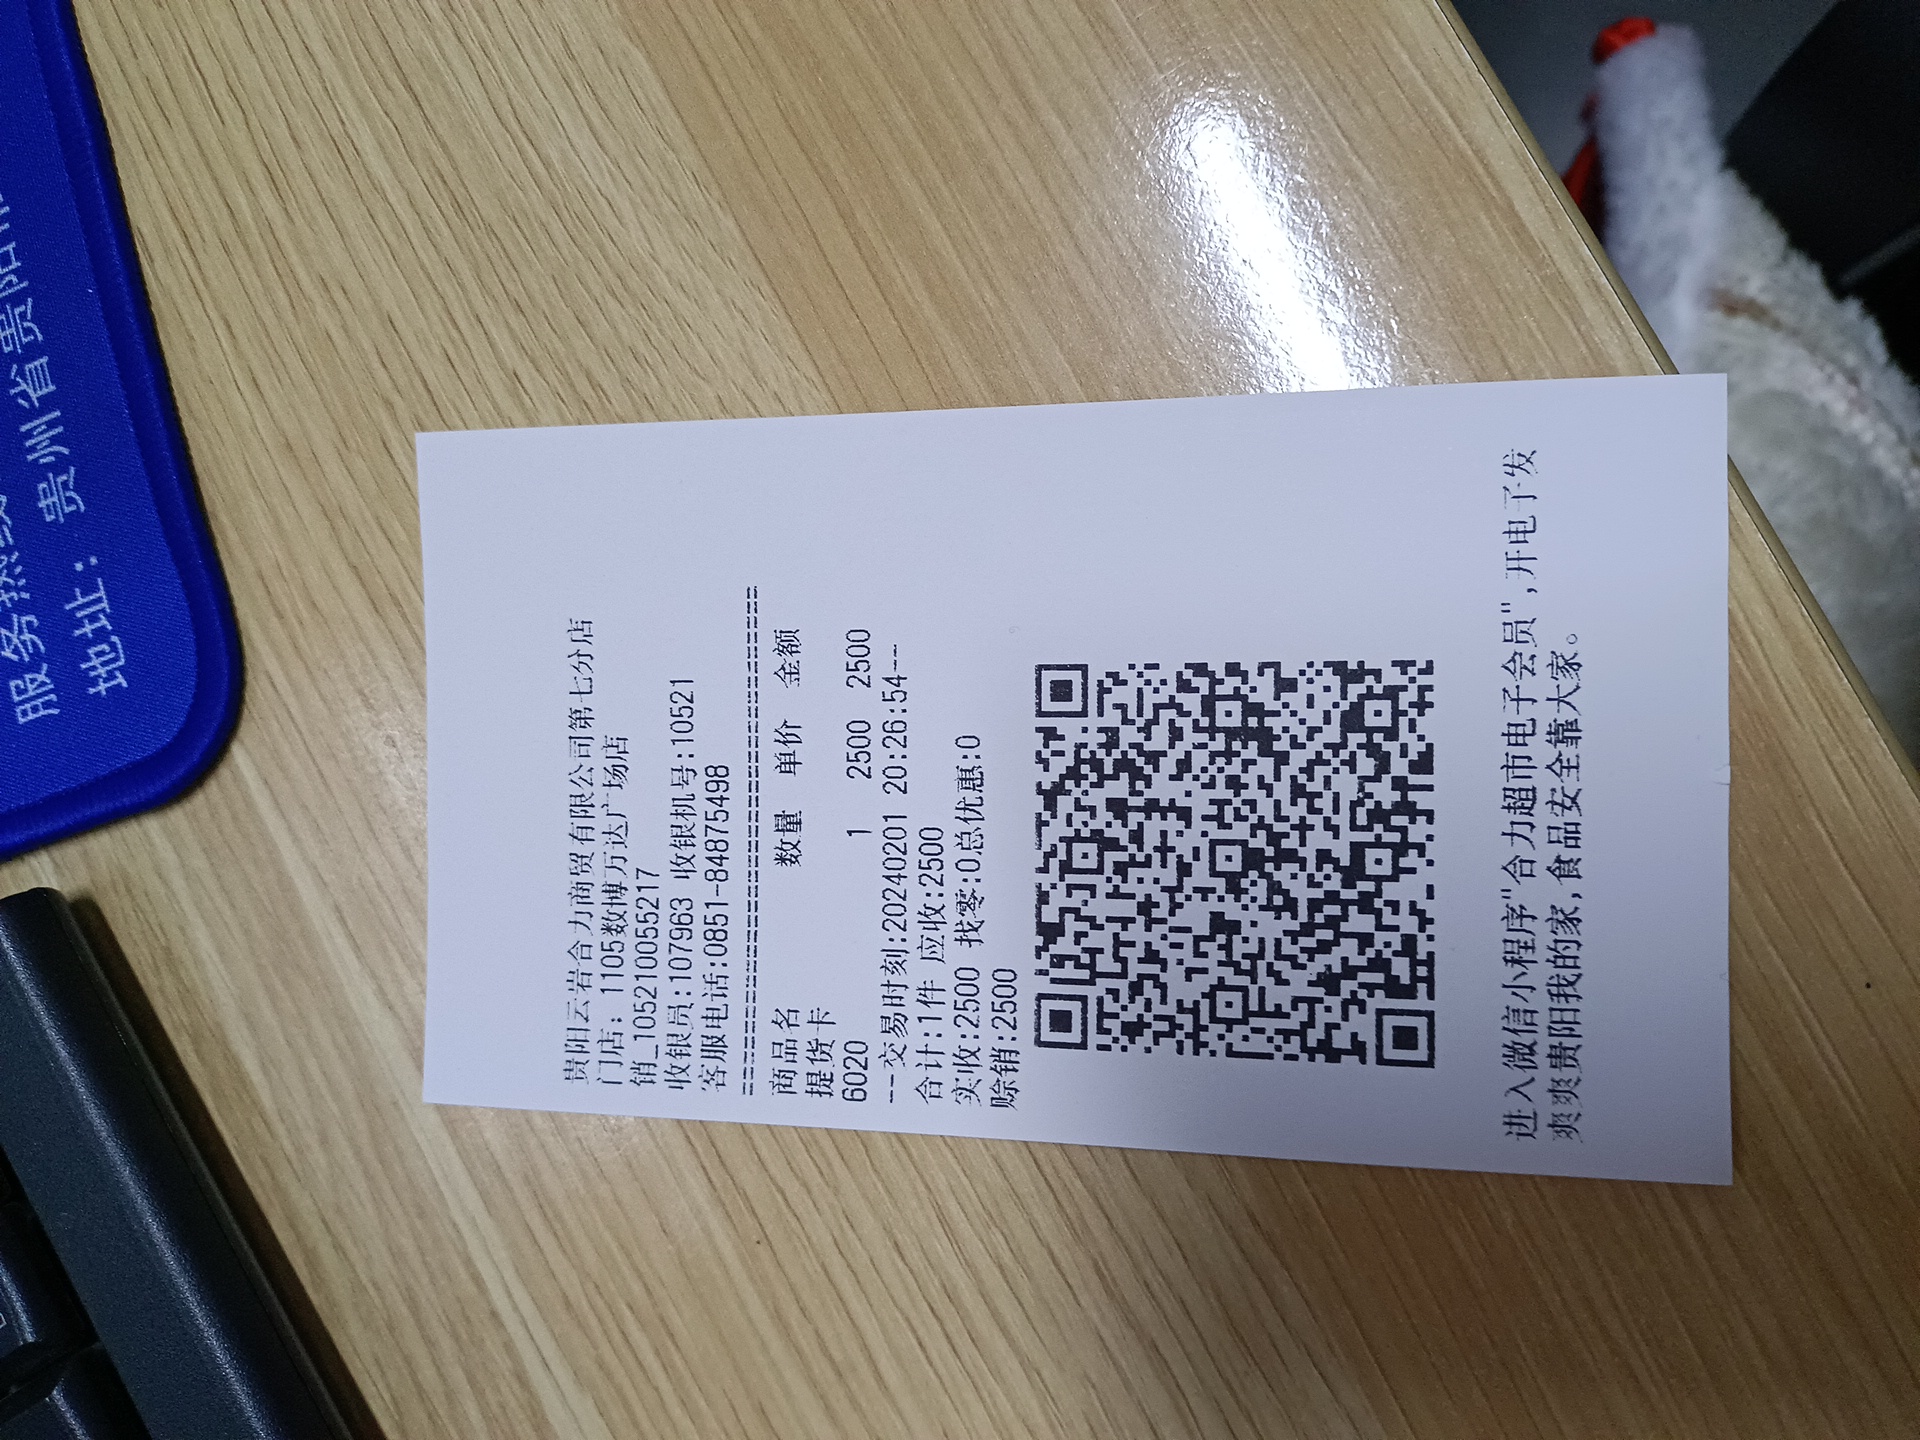 服务热线
地址：贵州省贵阳市
贵阳云岩合力商贸有限公司第七分店
门店：1105数博万达广场店
销_105210055217
收银员:107963 收银机号:10521
客服电话:0851-84875498
商品名 数量 单价 金额
提货卡
6020 1 2500 2500
--交易时刻:20240201 20:26:54--
合计:1件 应收:2500
实收:2500 找零:0总优惠:0
赊销:2500
进入微信小程序"合力超市电子会员",开电子发
爽爽贵阳我的家,食品安全靠大家。